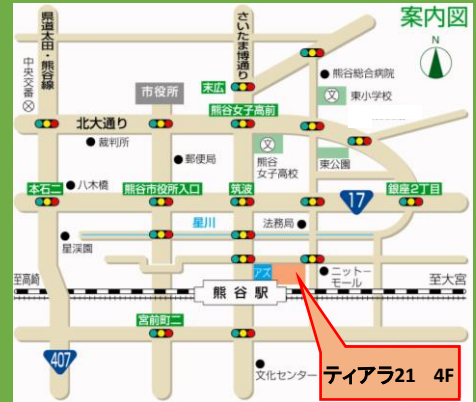 案内図
N
県道太田・熊谷線
さいたま博通り
中央交番
市役所
末広
熊谷総合病院
文
東小学校
北大通り
熊谷女子高前
裁判所
郵便局
文
熊谷
女子高校
東公園
本石二
八木橋
熊谷市役所入口
筑波
17
銀座2丁目
星川
法務局
星溪園
至高崎
アズ
ニットー
モール
至大宮
熊谷駅
宮前町二
407
文化センター
ティアラ21 4F